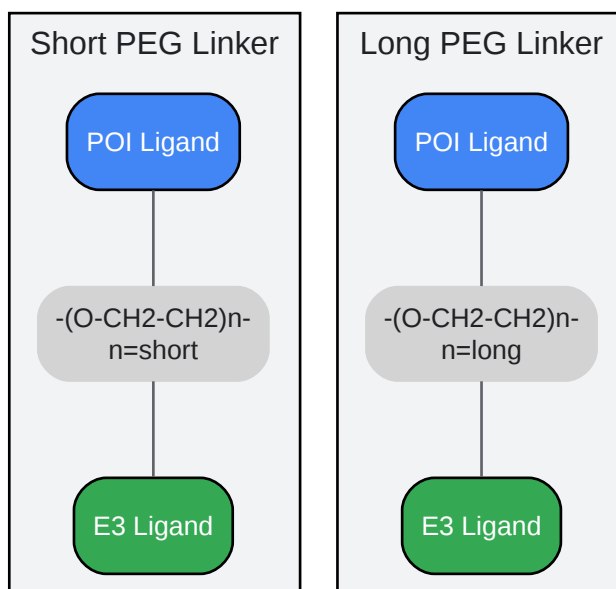 Short PEG Linker
POI Ligand
-(O-CH2-CH2)n-
n=short
E3 Ligand
Long PEG Linker
POI Ligand
-(O-CH2-CH2)n-
n=long
E3 Ligand